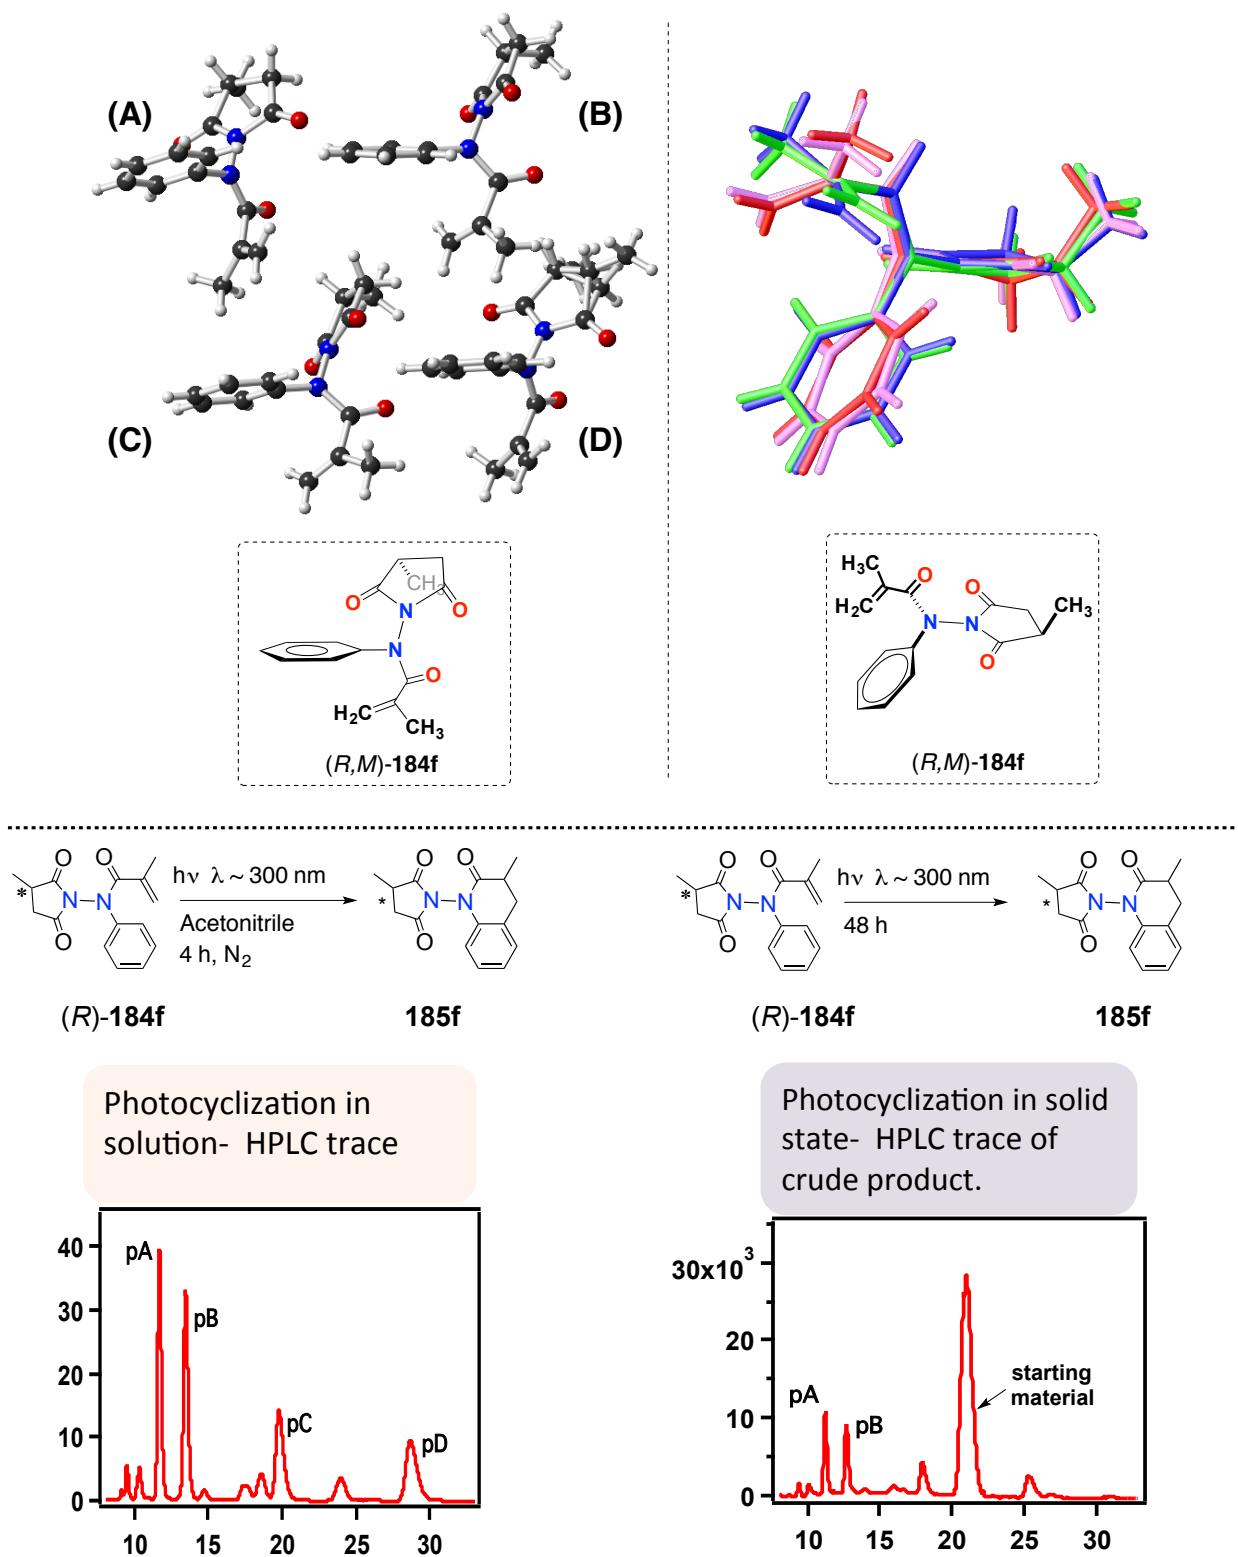 (A)
(B)
(C)
(D)
O
CH3
O
N
N
O
H2C
CH3
(R,M)-184f
H3C
O
H2C
O
N
N
CH3
O
(R,M)-184f
O
O
*
N
N
O
hν λ ~ 300 nm
Acetonitrile
4 h, N2
O
O
*
N
N
O
(R)-184f
185f
O
O
*
N
N
O
hν λ ~ 300 nm
48 h
O
O
*
N
N
O
(R)-184f
185f
Photocyclization in
solution- HPLC trace
40
30
20
10
0
pA
pB
pC
pD
10 15 20 25 30
Photocyclization in solid
state- HPLC trace of
crude product.
30x10³
20
10
0
pA
pB
starting
material
10 15 20 25 30